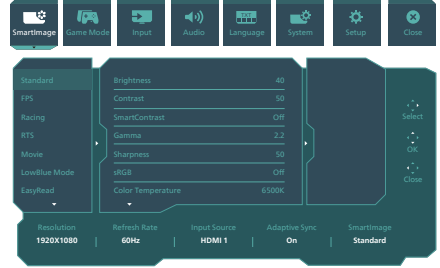 TXT
SmartImage
Game Mode
Input
Audio
Language
System
Setup
Close
Standard
FPS
Racing
RTS
Movie
LowBlue Mode
EasyRead
Brightness 40
Contrast 50
SmartContrast Off
Gamma 2.2
Sharpness 50
sRGB Off
Color Temperature 6500K
Select
OK
Close
Resolution Refresh Rate Input Source Adaptive Sync SmartImage
1920X1080 | 60Hz | HDMI 1 | On | Standard